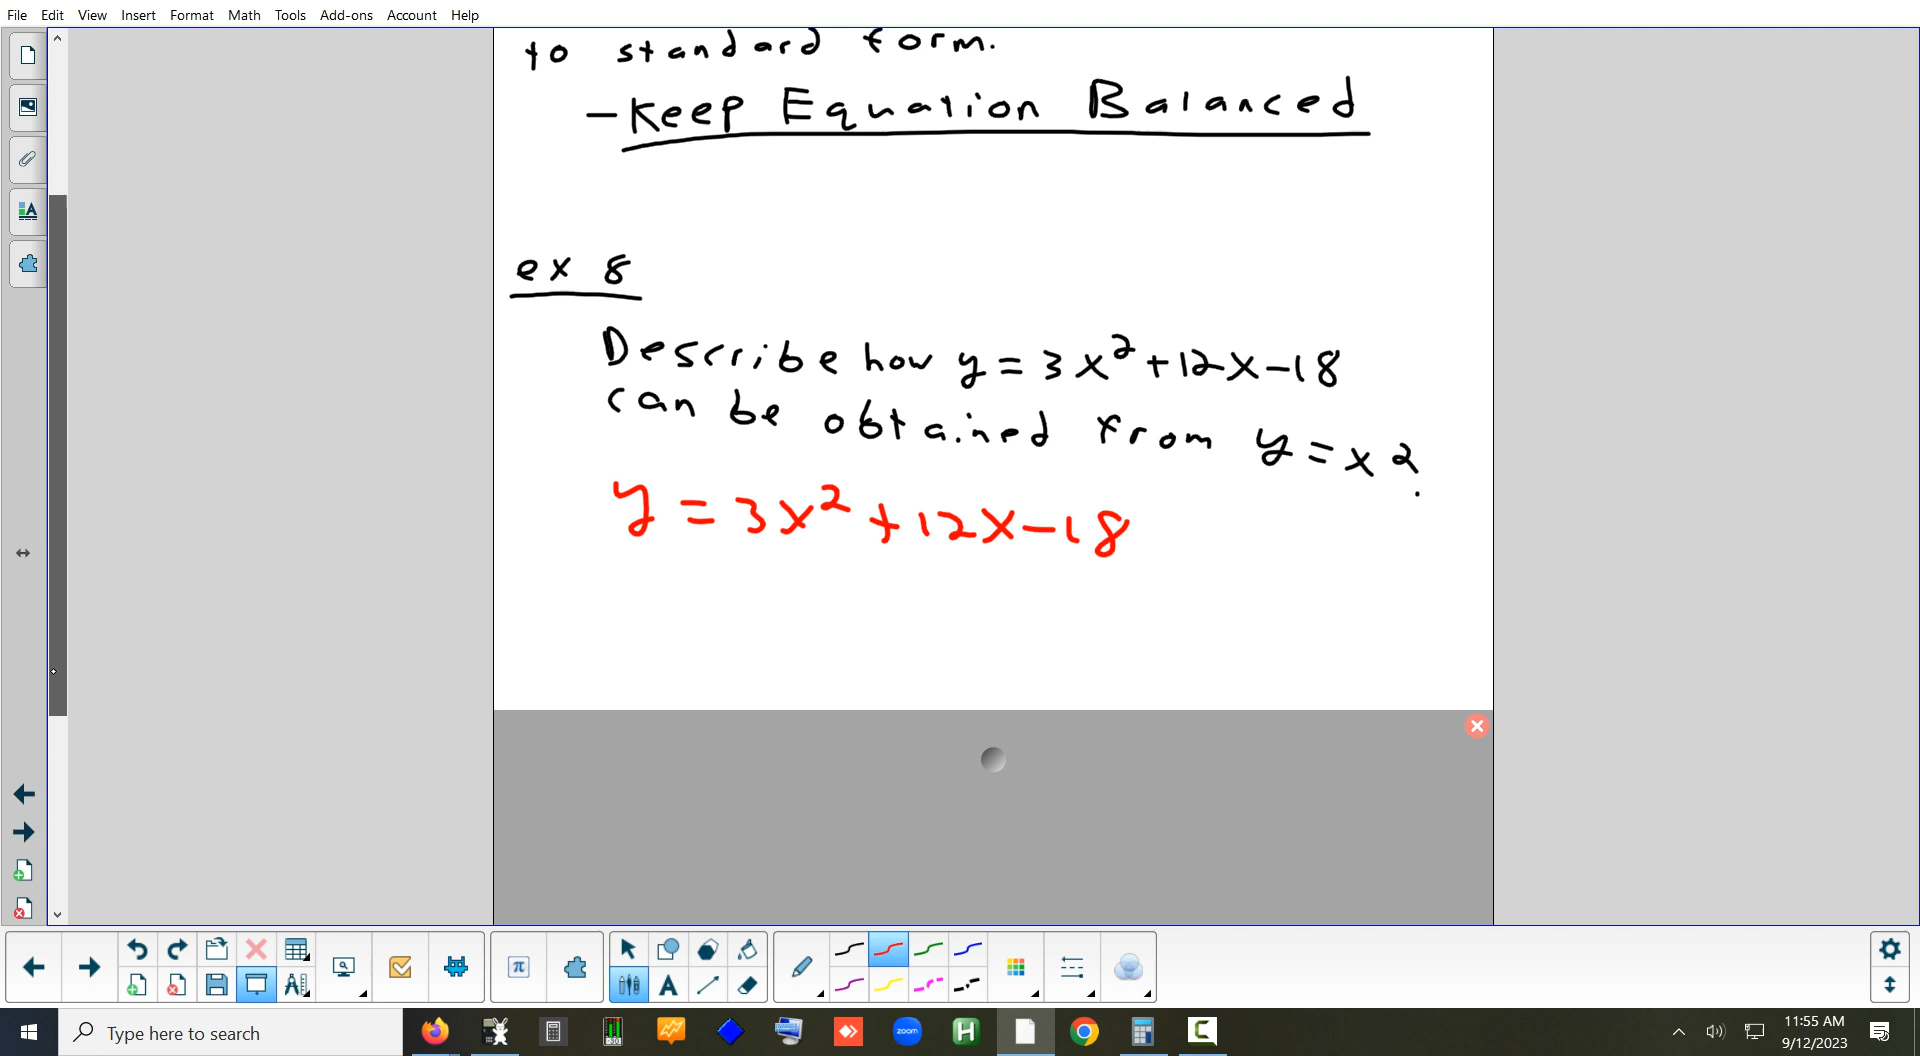 File Edit View Insert Format Math Tools Add-ons Account Help
to standard form.
- Keep Equation Balanced
ex 8
Describe how y = 3x² + 12x - 18
can be obtained from y = x²
.
y = 3x² + 12x - 18
π
A
Type here to search
zoom
H
C
11:55 AM
9/12/2023